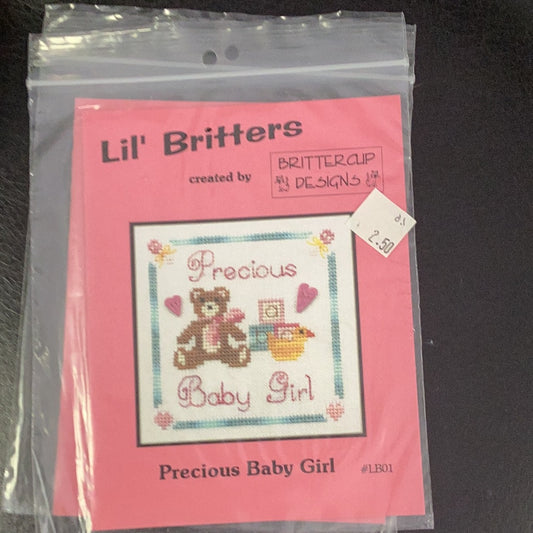 Lil' Britters
created by
BRITTERCUP
DESIGNS
2.50
Precious
Baby Girl
Precious Baby Girl #LB01